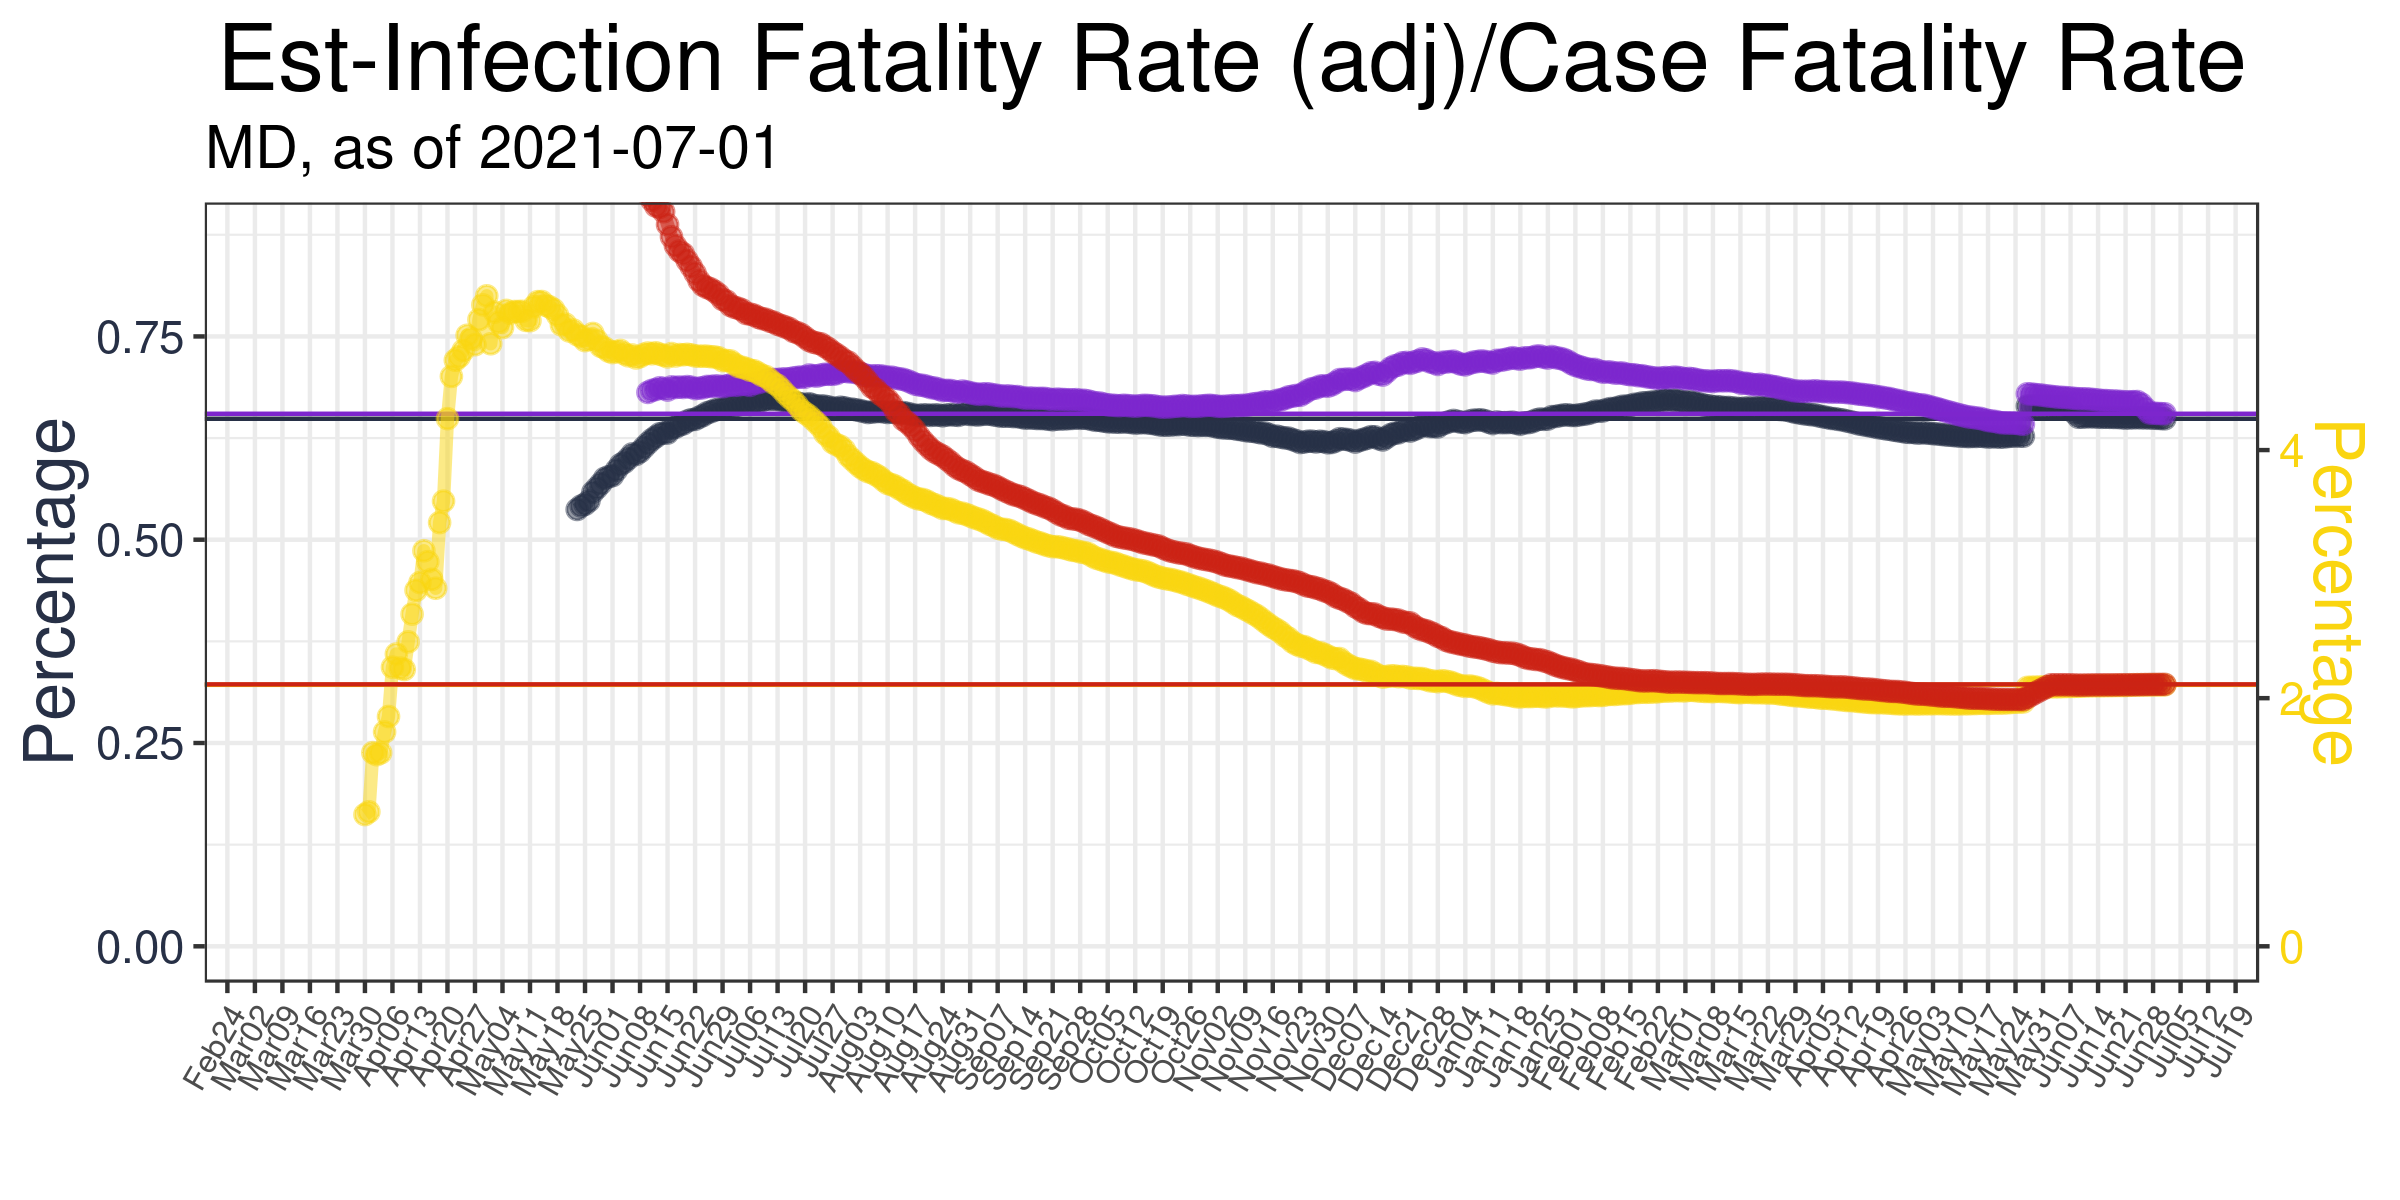 Est-Infection Fatality Rate (adj)/Case Fatality Rate
MD, as of 2021-07-01
Percentage
0.75
0.50
0.25
0.00
4
2
0
Percentage
Feb24
Mar02
Mar09
Mar16
Mar23
Mar30
Apr06
Apr13
Apr20
Apr27
May04
May11
May18
May25
Jun01
Jun08
Jun15
Jun22
Jun29
Jul06
Jul13
Jul20
Jul27
Aug03
Aug10
Aug17
Aug24
Aug31
Sep07
Sep14
Sep21
Sep28
Oct05
Oct12
Oct19
Oct26
Nov02
Nov09
Nov16
Nov23
Nov30
Dec07
Dec14
Dec21
Dec28
Jan04
Jan11
Jan18
Jan25
Feb01
Feb08
Feb15
Feb22
Mar01
Mar08
Mar15
Mar22
Mar29
Apr05
Apr12
Apr19
Apr26
May03
May10
May17
May24
May31
Jun07
Jun14
Jun21
Jun28
Jul05
Jul12
Jul19